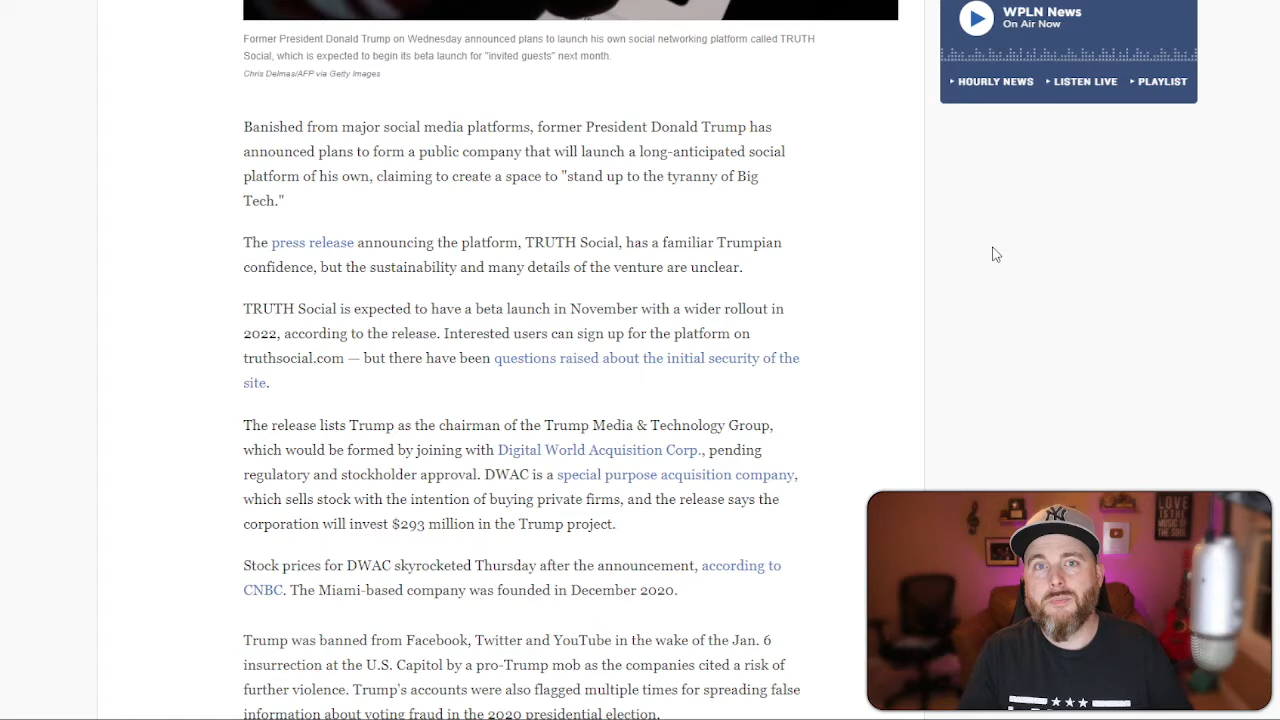 WPLN News
On Air Now
HOURLY NEWS
LISTEN LIVE
PLAYLIST
Former President Donald Trump on Wednesday announced plans to launch his own social networking platform called TRUTH
Social, which is expected to begin its beta launch for "invited guests" next month.
Chris Delmas/AFP via Getty Images
Banished from major social media platforms, former President Donald Trump has
announced plans to form a public company that will launch a long-anticipated social
platform of his own, claiming to create a space to "stand up to the tyranny of Big
Tech."
The press release announcing the platform, TRUTH Social, has a familiar Trumpian
confidence, but the sustainability and many details of the venture are unclear.
TRUTH Social is expected to have a beta launch in November with a wider rollout in
2022, according to the release. Interested users can sign up for the platform on
truthsocial.com — but there have been questions raised about the initial security of the
site.
The release lists Trump as the chairman of the Trump Media & Technology Group,
which would be formed by joining with Digital World Acquisition Corp., pending
regulatory and stockholder approval. DWAC is a special purpose acquisition company,
which sells stock with the intention of buying private firms, and the release says the
corporation will invest $293 million in the Trump project.
Stock prices for DWAC skyrocketed Thursday after the announcement, according to
CNBC. The Miami-based company was founded in December 2020.
Trump was banned from Facebook, Twitter and YouTube in the wake of the Jan. 6
insurrection at the U.S. Capitol by a pro-Trump mob as the companies cited a risk of
further violence. Trump's accounts were also flagged multiple times for spreading false
information about voting fraud in the 2020 presidential election.
LOVE
IS THE
MUSIC OF
THE SOUL